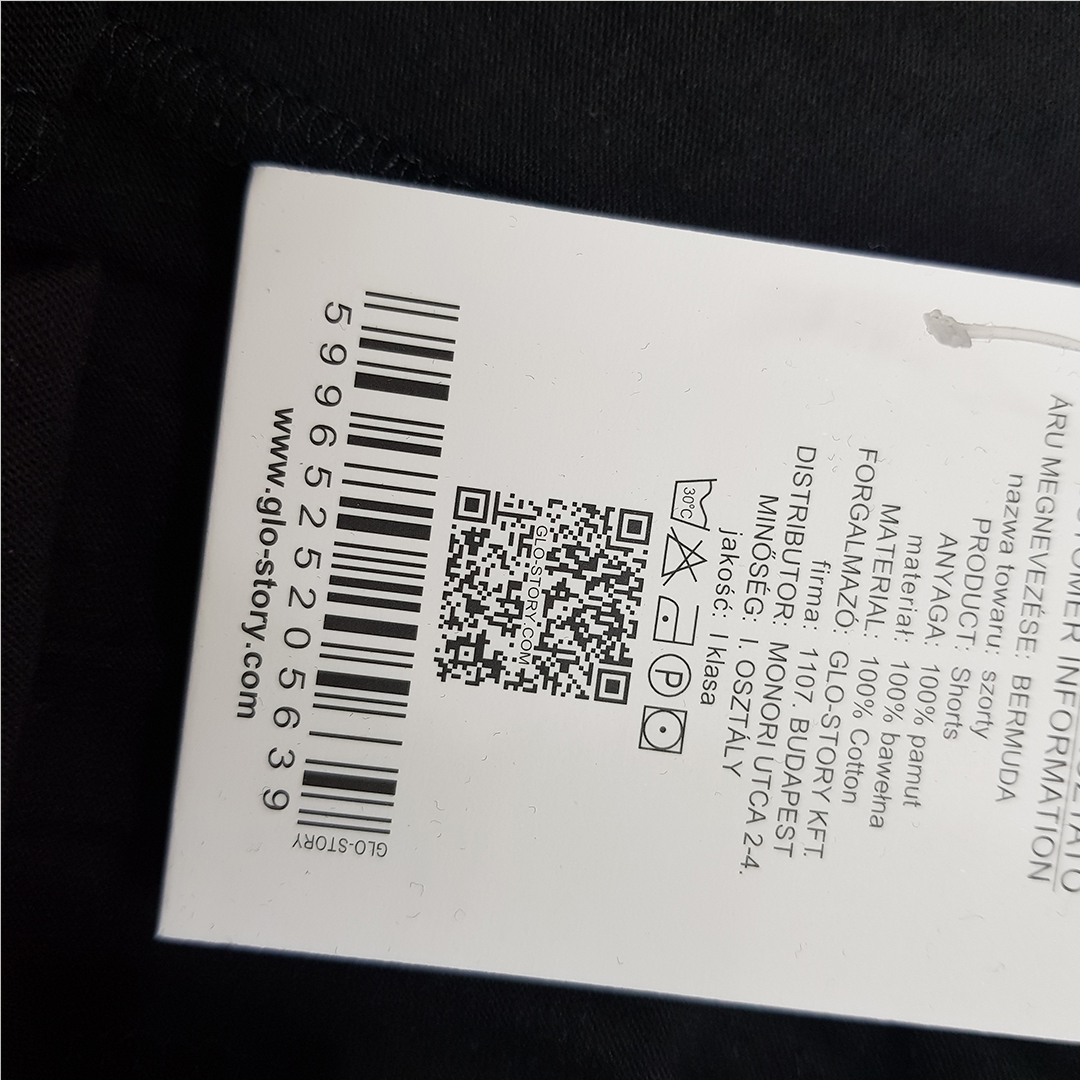 CUSTOMER INFORMATION
ÁRU MEGNEVEZÉSE: BERMUDA
nazwa towaru: szorty
PRODUCT: Shorts
ANYAGA: 100% pamut
materiał: 100% bawełna
MATERIAL: 100% Cotton
FORGALMAZÓ: GLO-STORY KFT.
firma: 1107. BUDAPEST
DISTRIBUTOR: MONORI UTCA 2-4.
MINŐSÉG: I. OSZTÁLY
jakość: I klasa
30°C
P
GLO-STORY.COM
GLO-STORY
5996525205639
www.glo-story.com